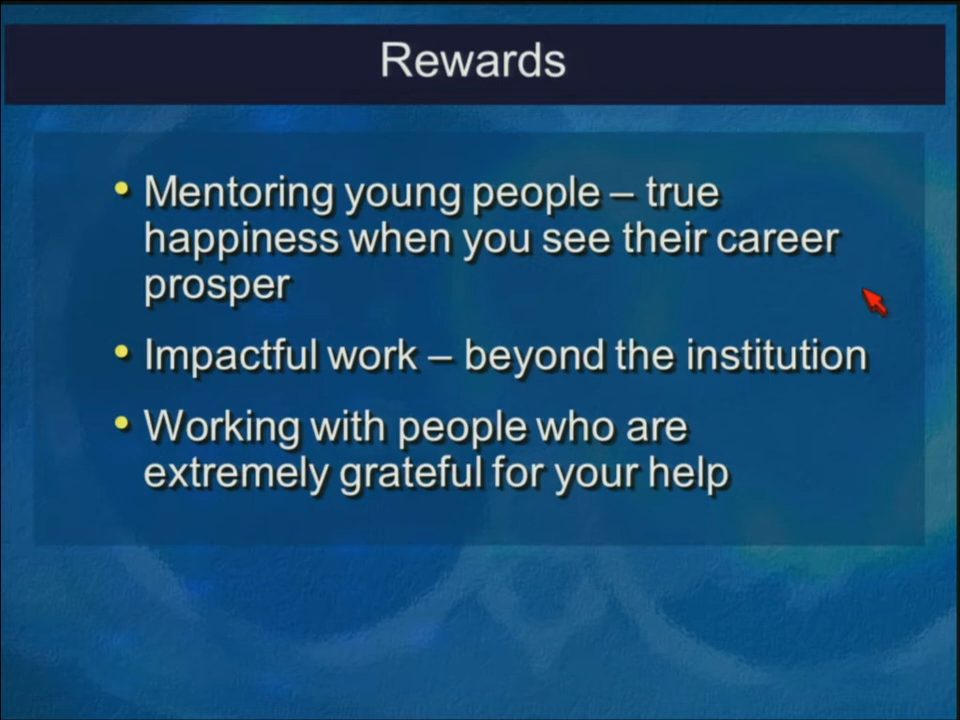 Rewards
• Mentoring young people – true
happiness when you see their career
prosper
• Impactful work – beyond the institution
• Working with people who are
extremely grateful for your help